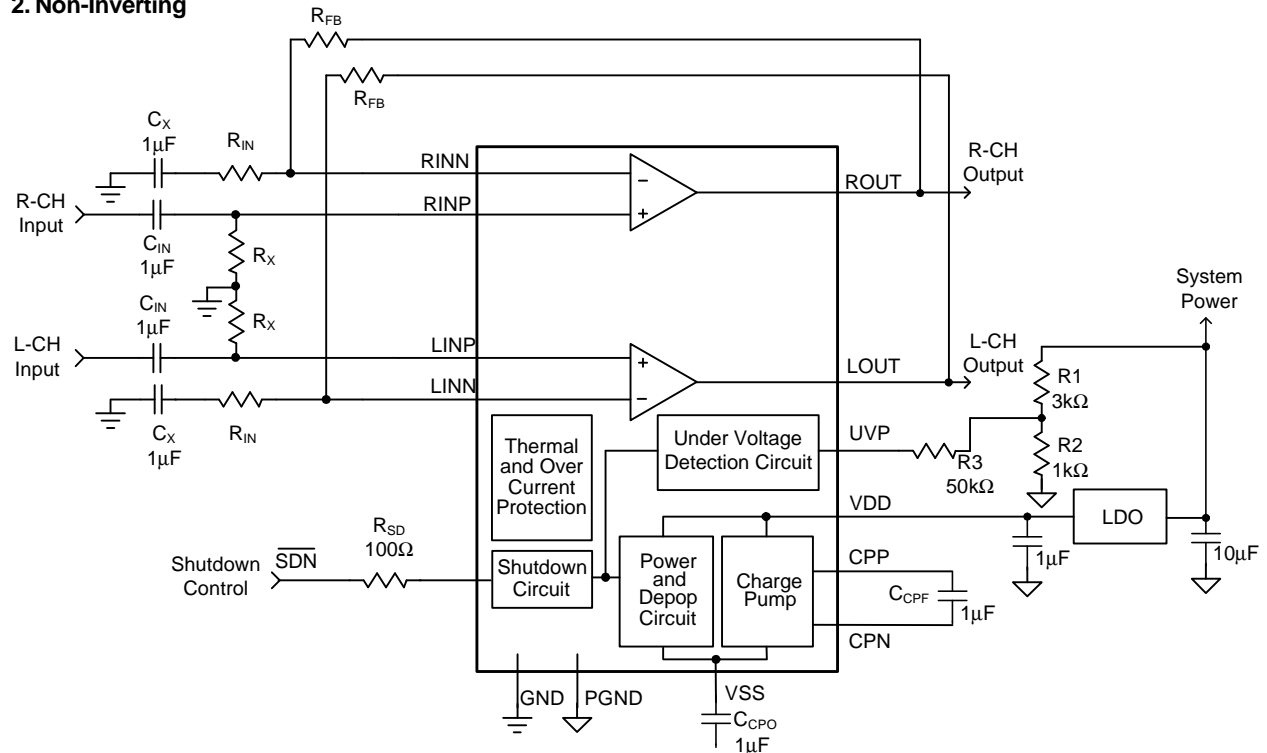 2. Non-Inverting
RFB
RFB
CX
1μF
RIN
RINN
R-CH
Input
RINP
CIN
1μF
RX
ROUT
R-CH
Output
CIN
1μF
RX
L-CH
Input
LINP
LINN
CX
1μF
RIN
LOUT
L-CH
Output
System
Power
R1
3kΩ
R2
1kΩ
R3
50kΩ
UVP
Thermal
and Over
Current
Protection
Under Voltage
Detection Circuit
VDD
LDO
1μF
10μF
Shutdown
Control
SDN
RSD
100Ω
Shutdown
Circuit
Power
and
Depop
Circuit
Charge
Pump
CPP
CCPF
1μF
CPN
GND
PGND
VSS
CCPO
1μF